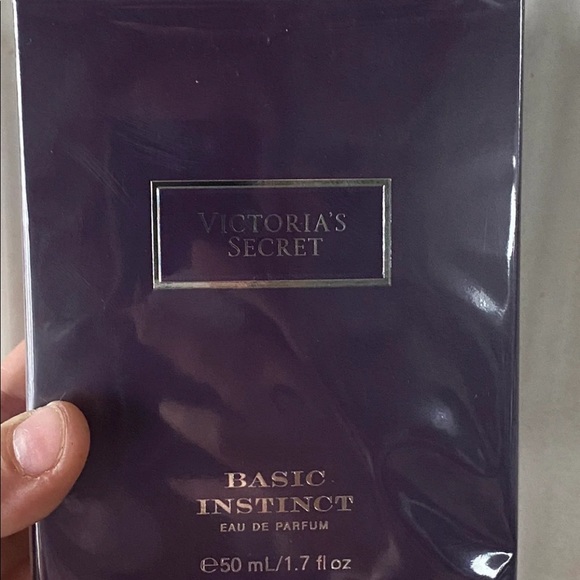 VICTORIA'S
SECRET
BASIC
INSTINCT
EAU DE PARFUM
℮50 mL/1.7 fl oz